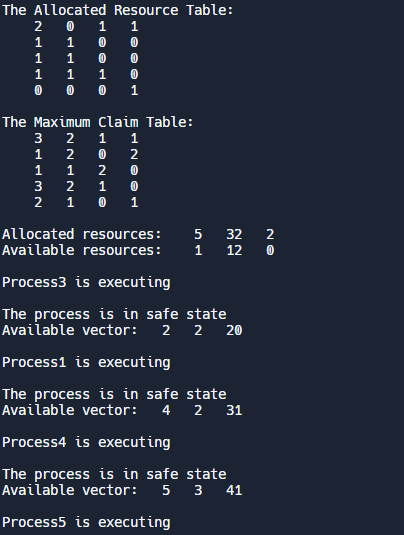 The Allocated Resource Table:
2 0 1 1
1 1 0 0
1 1 0 0
1 1 1 0
0 0 0 1
The Maximum Claim Table:
3 2 1 1
1 2 0 2
1 1 2 0
3 2 1 0
2 1 0 1
Allocated resources: 5 32 2
Available resources: 1 12 0
Process3 is executing
The process is in safe state
Available vector: 2 2 20
Process1 is executing
The process is in safe state
Available vector: 4 2 31
Process4 is executing
The process is in safe state
Available vector: 5 3 41
Process5 is executing